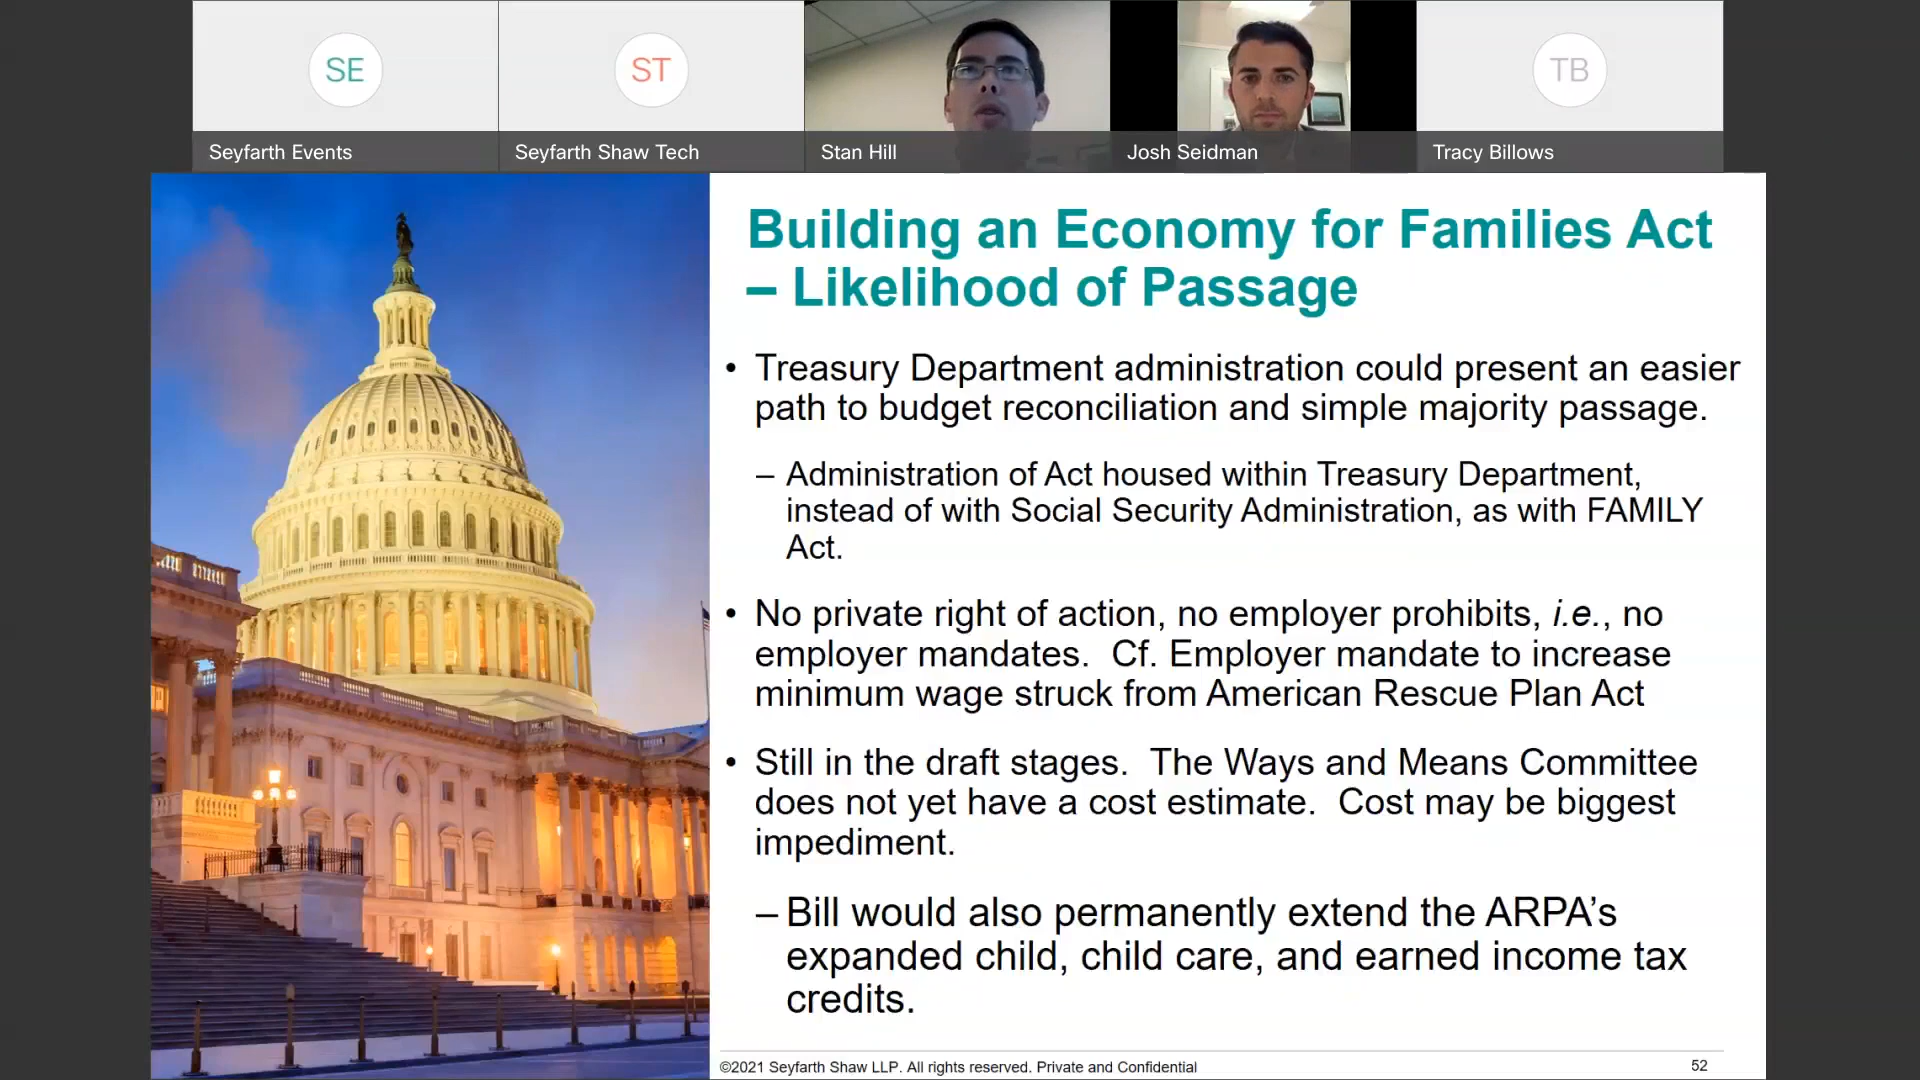 SE
ST
TB
Seyfarth Events
Seyfarth Shaw Tech
Stan Hill
Josh Seidman
Tracy Billows
Building an Economy for Families Act
– Likelihood of Passage
• Treasury Department administration could present an easier
path to budget reconciliation and simple majority passage.
– Administration of Act housed within Treasury Department,
instead of with Social Security Administration, as with FAMILY
Act.
• No private right of action, no employer prohibits, i.e., no
employer mandates.  Cf. Employer mandate to increase
minimum wage struck from American Rescue Plan Act
• Still in the draft stages.  The Ways and Means Committee
does not yet have a cost estimate.  Cost may be biggest
impediment.
– Bill would also permanently extend the ARPA’s
expanded child, child care, and earned income tax
credits.
©2021 Seyfarth Shaw LLP. All rights reserved. Private and Confidential
52